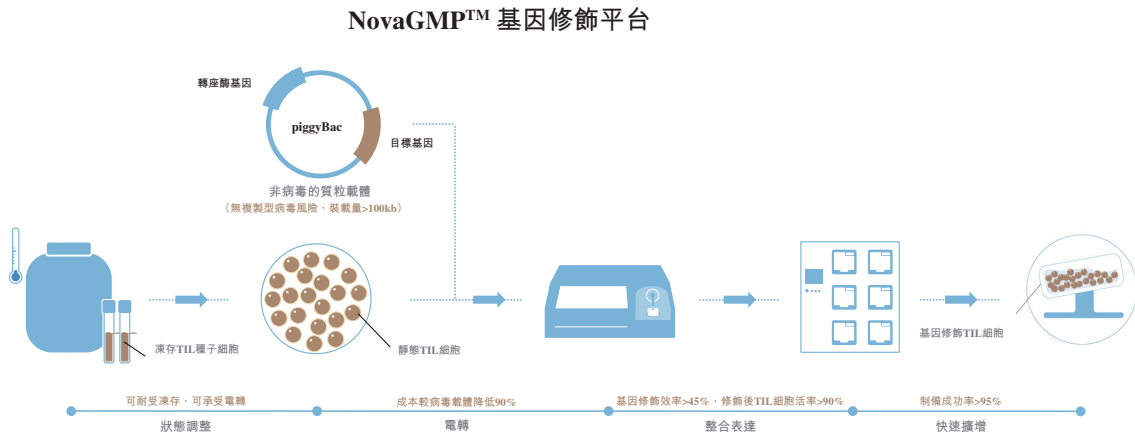 NovaGMP™ 基因修飾平台
轉座酶基因
piggyBac
目標基因
非病毒的質粒載體
（無複製型病毒風險，裝載量>100kb）
凍存TIL種子細胞
靜態TIL細胞
基因修飾TIL細胞
可耐受凍存，可承受電轉
成本較病毒載體降低90%
基因修飾效率>45%，修飾後TIL細胞活率>90%
制備成功率>95%
狀態調整
電轉
整合表達
快速擴增